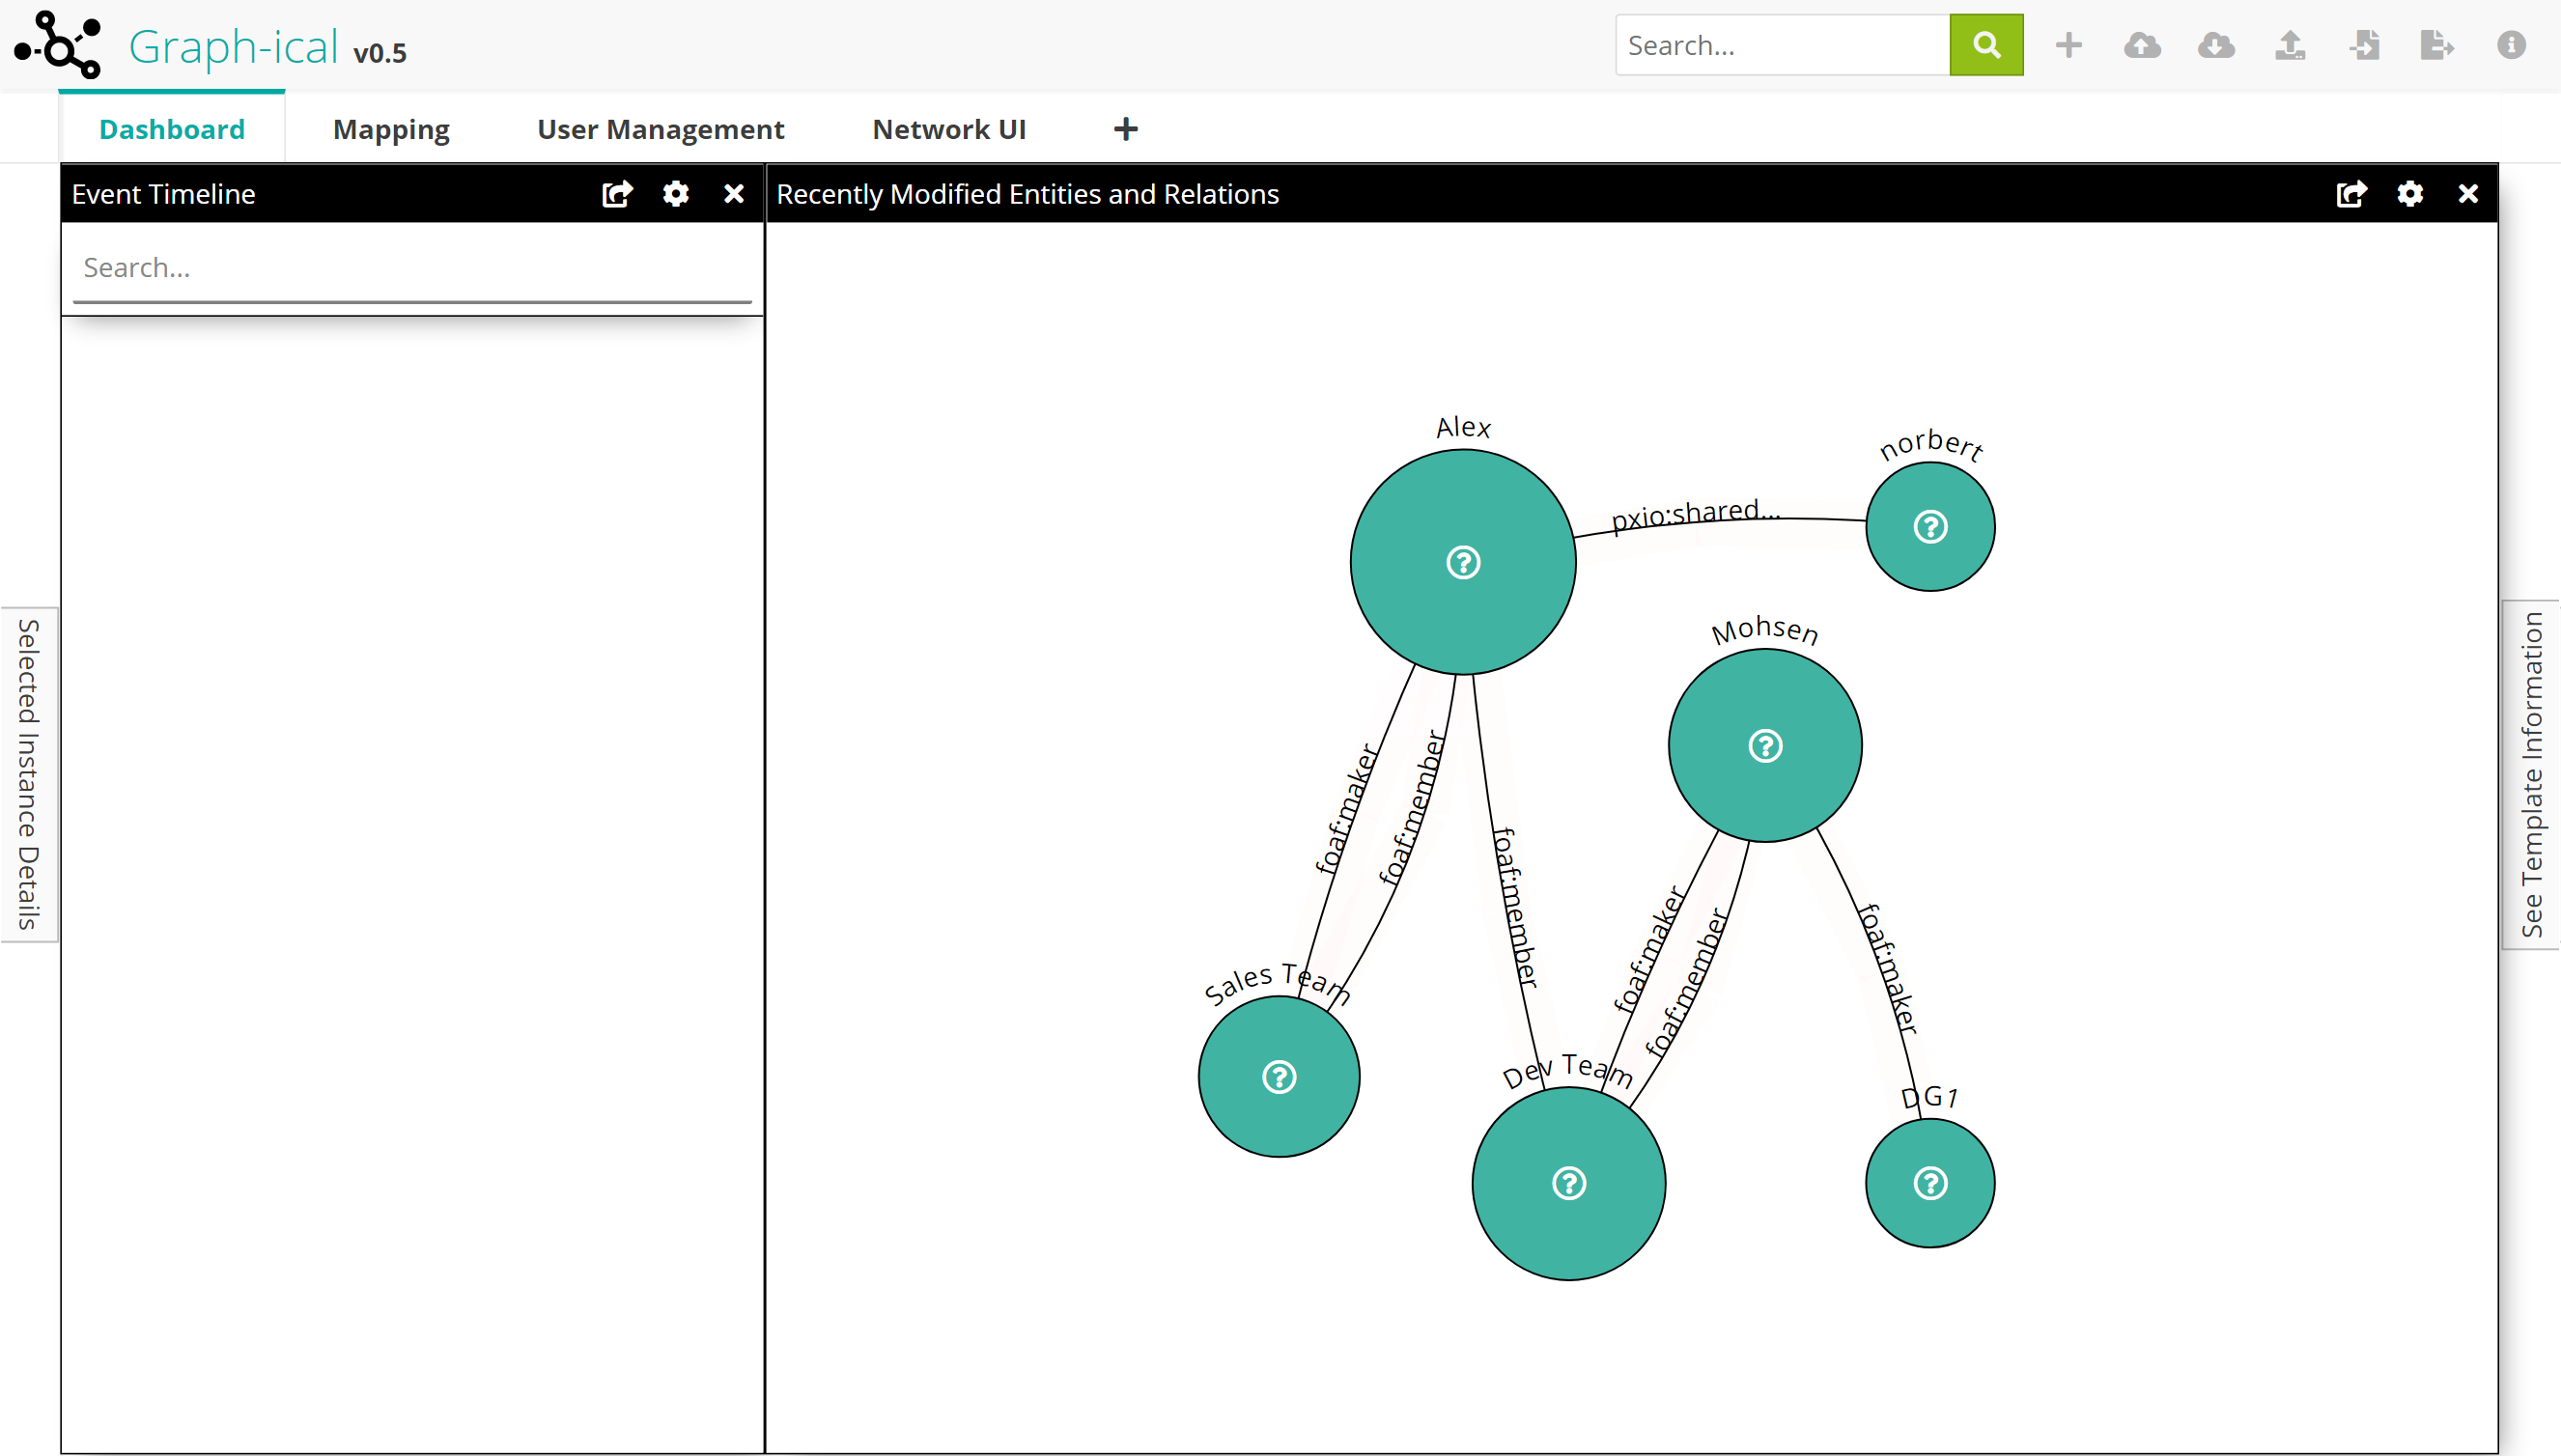 Graph-ical v0.5
Search...
Dashboard
Mapping
User Management
Network UI
Event Timeline
Recently Modified Entities and Relations
Search...
Selected Instance Details
See Template Information
Alex
norbert
pxio:shared...
Mohsen
foaf:maker
foaf:member
foaf:member
foaf:maker
foaf:member
foaf:maker
Sales Team
Dev Team
DG1